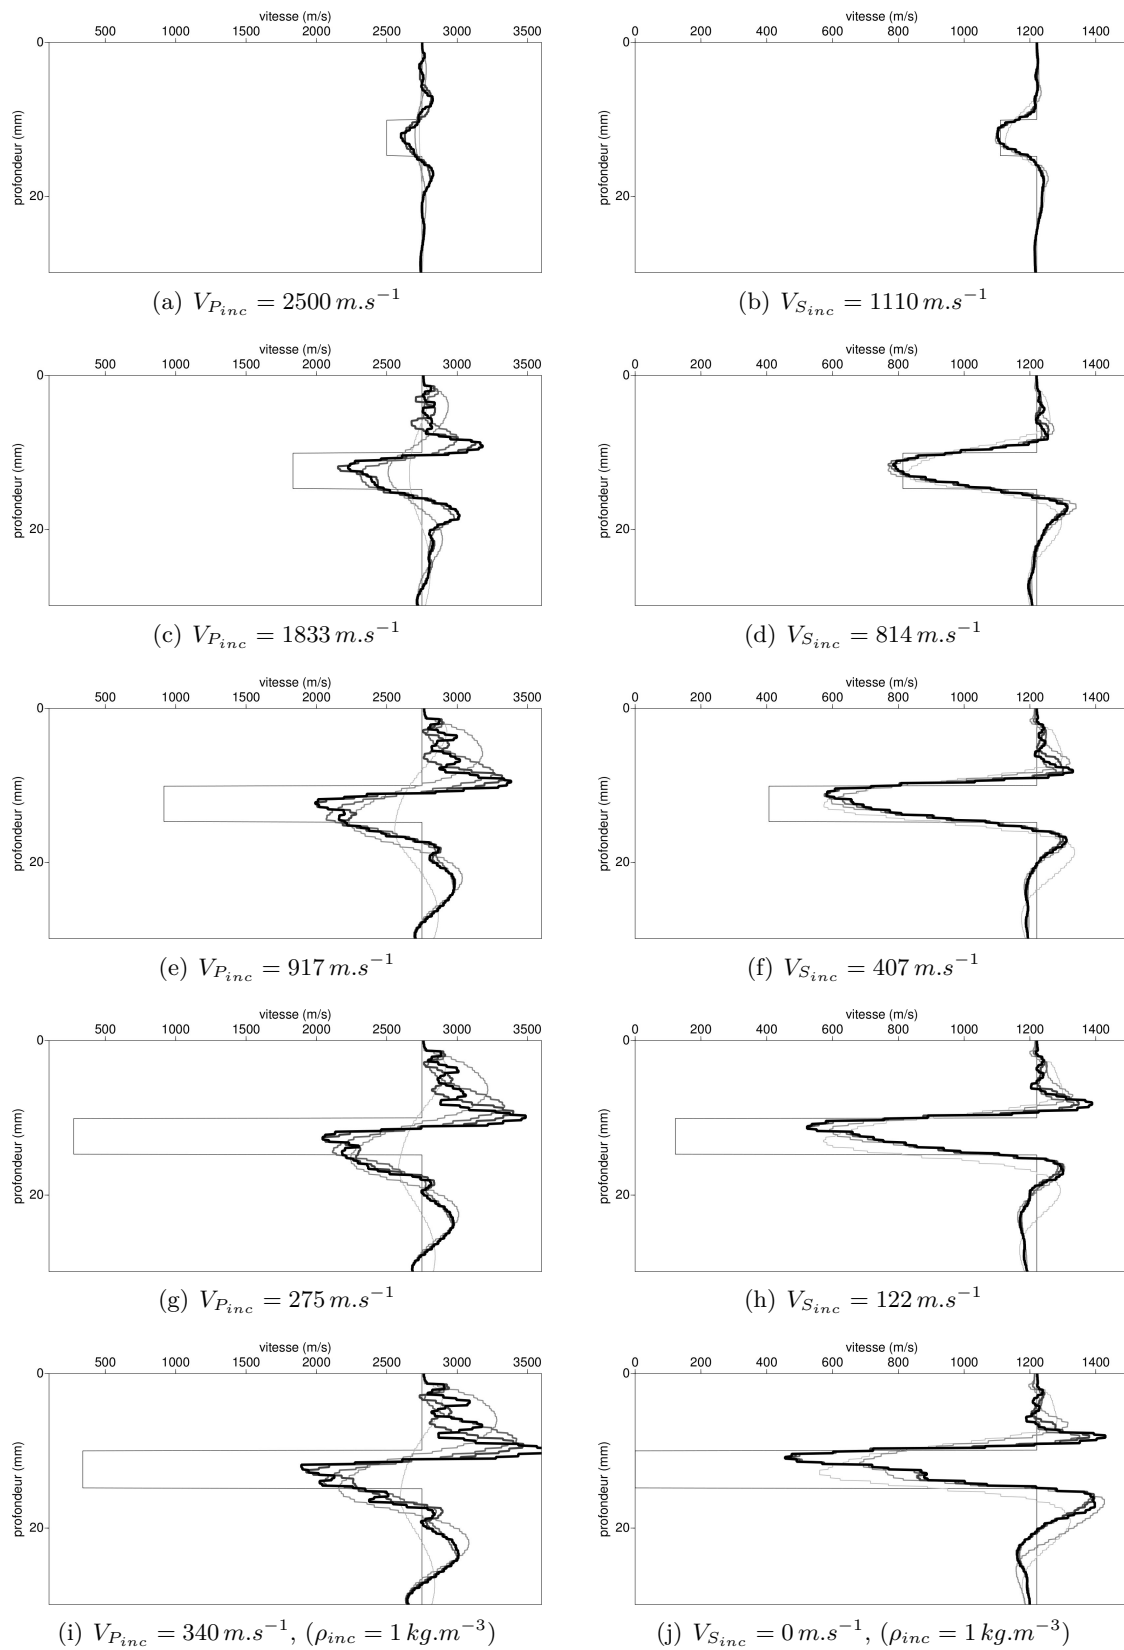 vitesse (m/s) vitesse (m/s)
500 1000 1500 2000 2500 3000 3500 0 200 400 600 800 1000 1200 1400
0 0
profondeur (mm) profondeur (mm)
20 20
(a) V_{P_{inc}} = 2500 m.s^{−1} (b) V_{S_{inc}} = 1110 m.s^{−1}
vitesse (m/s) vitesse (m/s)
500 1000 1500 2000 2500 3000 3500 0 200 400 600 800 1000 1200 1400
0 0
profondeur (mm) profondeur (mm)
20 20
(c) V_{P_{inc}} = 1833 m.s^{−1} (d) V_{S_{inc}} = 814 m.s^{−1}
vitesse (m/s) vitesse (m/s)
500 1000 1500 2000 2500 3000 3500 0 200 400 600 800 1000 1200 1400
0 0
profondeur (mm) profondeur (mm)
20 20
(e) V_{P_{inc}} = 917 m.s^{−1} (f) V_{S_{inc}} = 407 m.s^{−1}
vitesse (m/s) vitesse (m/s)
500 1000 1500 2000 2500 3000 3500 0 200 400 600 800 1000 1200 1400
0 0
profondeur (mm) profondeur (mm)
20 20
(g) V_{P_{inc}} = 275 m.s^{−1} (h) V_{S_{inc}} = 122 m.s^{−1}
vitesse (m/s) vitesse (m/s)
500 1000 1500 2000 2500 3000 3500 0 200 400 600 800 1000 1200 1400
0 0
profondeur (mm) profondeur (mm)
20 20
(i) V_{P_{inc}} = 340 m.s^{−1}, (ρ_{inc} = 1 kg.m^{−3}) (j) V_{S_{inc}} = 0 m.s^{−1}, (ρ_{inc} = 1 kg.m^{−3})